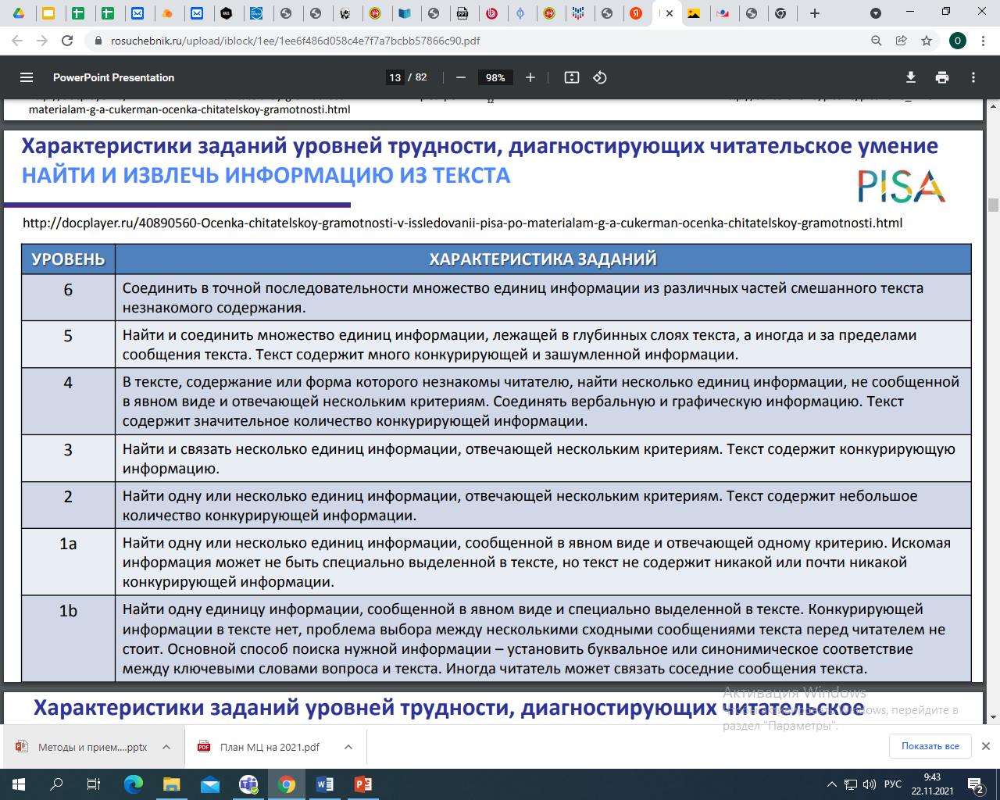 rosuchebnik.ru/upload/iblock/1ee/1ee6f486d058c4e7f7a7bcbb57866c90.pdf
O
PowerPoint Presentation
13 / 82
98%
12
materialam-g-a-cukerman-ocenka-chitatelskoy-gramotnosti.html
Характеристики заданий уровней трудности, диагностирующих читательское умение
НАЙТИ И ИЗВЛЕЧЬ ИНФОРМАЦИЮ ИЗ ТЕКСТА
PISA
http://docplayer.ru/40890560-Ocenka-chitatelskoy-gramotnosti-v-issledovanii-pisa-po-materialam-g-a-cukerman-ocenka-chitatelskoy-gramotnosti.html
УРОВЕНЬ
ХАРАКТЕРИСТИКА ЗАДАНИЙ
6
Соединить в точной последовательности множество единиц информации из различных частей смешанного текста
незнакомого содержания.
5
Найти и соединить множество единиц информации, лежащей в глубинных слоях текста, а иногда и за пределами
сообщения текста. Текст содержит много конкурирующей и зашумленной информации.
4
В тексте, содержание или форма которого незнакомы читателю, найти несколько единиц информации, не сообщенной
в явном виде и отвечающей нескольким критериям. Соединять вербальную и графическую информацию. Текст
содержит значительное количество конкурирующей информации.
3
Найти и связать несколько единиц информации, отвечающей нескольким критериям. Текст содержит конкурирующую
информацию.
2
Найти одну или несколько единиц информации, отвечающей нескольким критериям. Текст содержит небольшое
количество конкурирующей информации.
1a
Найти одну или несколько единиц информации, сообщенной в явном виде и отвечающей одному критерию. Искомая
информация может не быть специально выделенной в тексте, но текст не содержит никакой или почти никакой
конкурирующей информации.
1b
Найти одну единицу информации, сообщенной в явном виде и специально выделенной в тексте. Конкурирующей
информации в тексте нет, проблема выбора между несколькими сходными сообщениями текста перед читателем не
стоит. Основной способ поиска нужной информации – установить буквальное или синонимическое соответствие
между ключевыми словами вопроса и текста. Иногда читатель может связать соседние сообщения текста.
Активация Windows
Характеристики заданий уровней трудности, диагностирующих читательское
Windows, перейдите в
раздел "Параметры".
Методы и прием....pptx
План МЦ на 2021.pdf
Показать все
РУС
9:43
22.11.2021
2